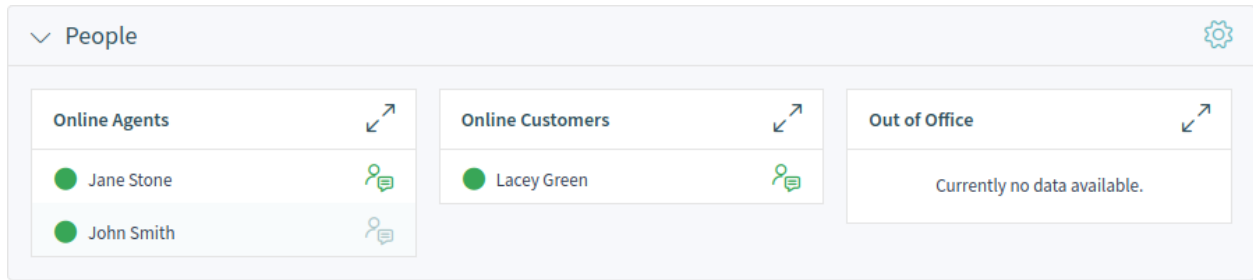 People
Online Agents
Jane Stone
John Smith
Online Customers
Lacey Green
Out of Office
Currently no data available.